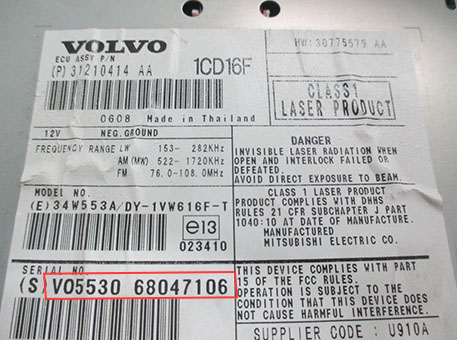 VOLVO
ECU ASSY P/N
(P) 31210414 AA
1CD16F
HW: 30775579 AA
CLASS1
LASER PRODUCT
0608 Made in Thailand
12V NEG.GROUND
FREQUENCY RANGE LW 153- 282KHz
AM (MW) 522- 1720KHz
FM 76.0-108.0MHz
MODEL NO.
(E) 34W553A/DY-1VW616F-T
e13
023410
SERIAL NO.
(S) VO5530 68047106
DANGER
INVISIBLE LASER RADIATION WHEN
OPEN AND INTERLOCK FAILED OR
DEFEATED.
AVOID DIRECT EXPOSURE TO BEAM.
CLASS 1 LASER PRODUCT
PRODUCT COMPLIES WITH DHHS
RULES 21 CFR SUBCHAPTER J PART
1040:10 AT DATE OF MANUFACTURE.
MANUFACTURED
MITSUBISHI ELECTRIC CO.
THIS DEVICE COMPLIES WITH PART
15 OF THE FCC RULES.
OPERATION IS SUBJECT TO THE
CONDITION THAT THIS DEVICE DOES
NOT CAUSE HARMFUL INTERFERENCE.
SUPPLIER CODE : U910A